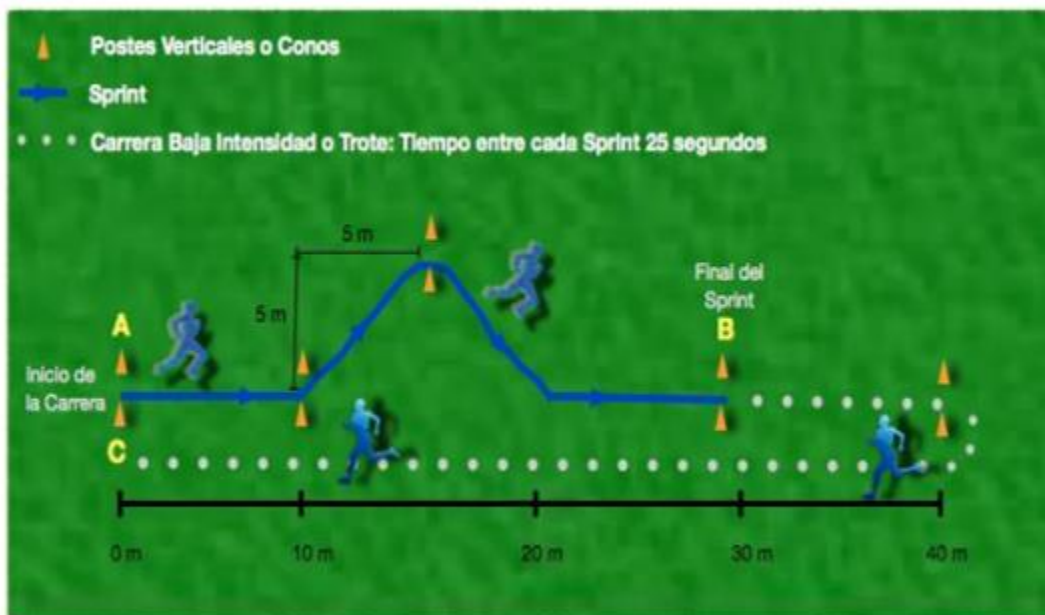 Postes Verticales o Conos
Sprint
Carrera Baja Intensidad o Trote: Tiempo entre cada Sprint 25 segundos
5 m
5 m
Final del
Sprint
A
B
Inicio de
la Carrera
C
0 m
10 m
20 m
30 m
40 m